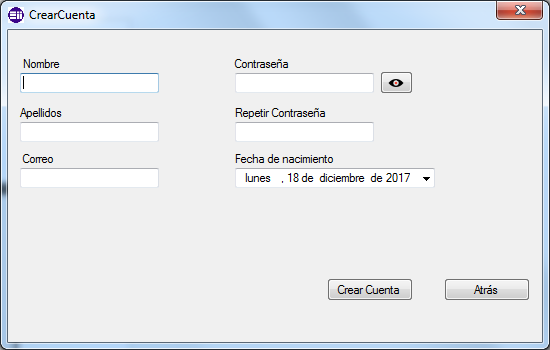 CrearCuenta
Nombre
Contraseña
Apellidos
Repetir Contraseña
Correo
Fecha de nacimiento
lunes , 18 de diciembre de 2017
Crear Cuenta
Atrás